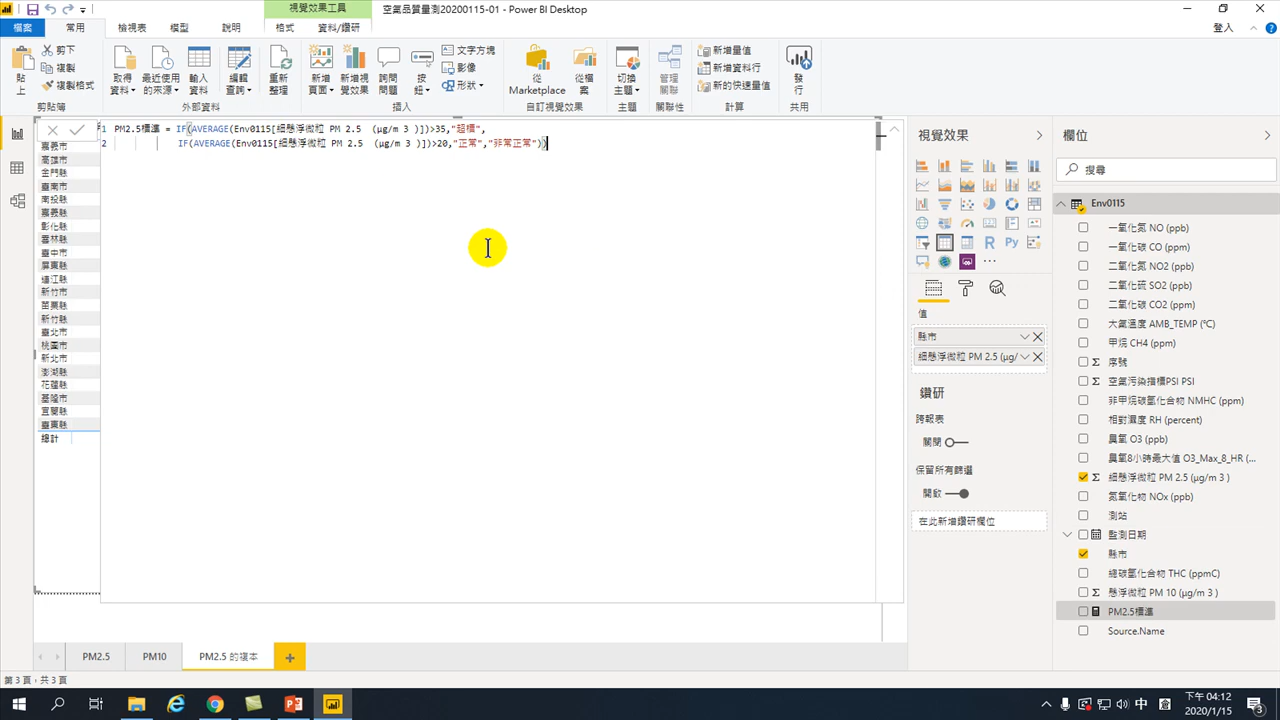 視覺效果工具
空氣品質量測20200115-01 - Power BI Desktop
檔案
常用
檢視表
模型
說明
格式
資料/鑽研
登入
貼上
剪下
複製
複製格式
剪貼簿
取得資料
最近使用的來源
輸入資料
編輯查詢
外部資料
重新整理
新增頁面
新增視覺效果
詢問問題
按鈕
文字方塊
影像
形狀
插入
從 Marketplace
從檔案
自訂視覺效果
切換主題
主題
管理關聯
關聯性
新增量值
新增資料行
新的快速量值
計算
發行
共用
1 PM2.5標準 = IF(AVERAGE(Env0115[細懸浮微粒 PM 2.5 (μg/m 3 )])>35,"超標",
2 IF(AVERAGE(Env0115[細懸浮微粒 PM 2.5 (μg/m 3 )])>20,"正常","非常正常"))
嘉義市
高雄市
金門縣
臺南市
南投縣
嘉義縣
彰化縣
雲林縣
臺中市
屏東縣
連江縣
新竹市
苗栗縣
新竹縣
臺北市
桃園市
新北市
澎湖縣
花蓮縣
基隆市
宜蘭縣
臺東縣
總計
視覺效果
R
Py
值
縣市
細懸浮微粒 PM 2.5 (μg/
鑽研
跨報表
關閉
保留所有篩選
開啟
在此新增鑽研欄位
欄位
搜尋
Env0115
一氧化氮 NO (ppb)
一氧化碳 CO (ppm)
二氧化氮 NO2 (ppb)
二氧化硫 SO2 (ppb)
二氧化碳 CO2 (ppm)
大氣溫度 AMB_TEMP (℃)
甲烷 CH4 (ppm)
Σ 序號
Σ 空氣污染指標PSI PSI
非甲烷碳氫化合物 NMHC (ppm)
相對濕度 RH (percent)
臭氧 O3 (ppb)
臭氧8小時最大值 O3_Max_8_HR (...
Σ 細懸浮微粒 PM 2.5 (μg/m 3 )
氮氧化物 NOx (ppb)
測站
監測日期
縣市
總碳氫化合物 THC (ppmC)
Σ 懸浮微粒 PM 10 (μg/m 3 )
PM2.5標準
Source.Name
PM2.5
PM10
PM2.5 的複本
第 3 頁，共 3 頁
中
下午 04:12
2020/1/15
3